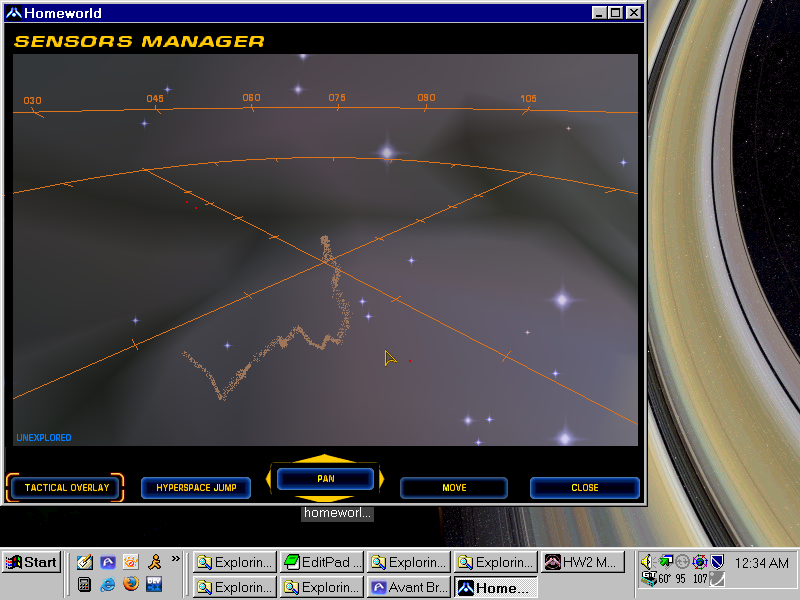 Homeworld
SENSORS MANAGER
030 045 060 075 090 105
UNEXPLORED
TACTICAL OVERLAY HYPERSPACE JUMP PAN MOVE CLOSE
homeworl...
Start » Explorin... EditPad ... Explorin... Explorin... HW2 M... 12:34 AM
Explorin... Explorin... Avant Br... Home... 60° 95 107